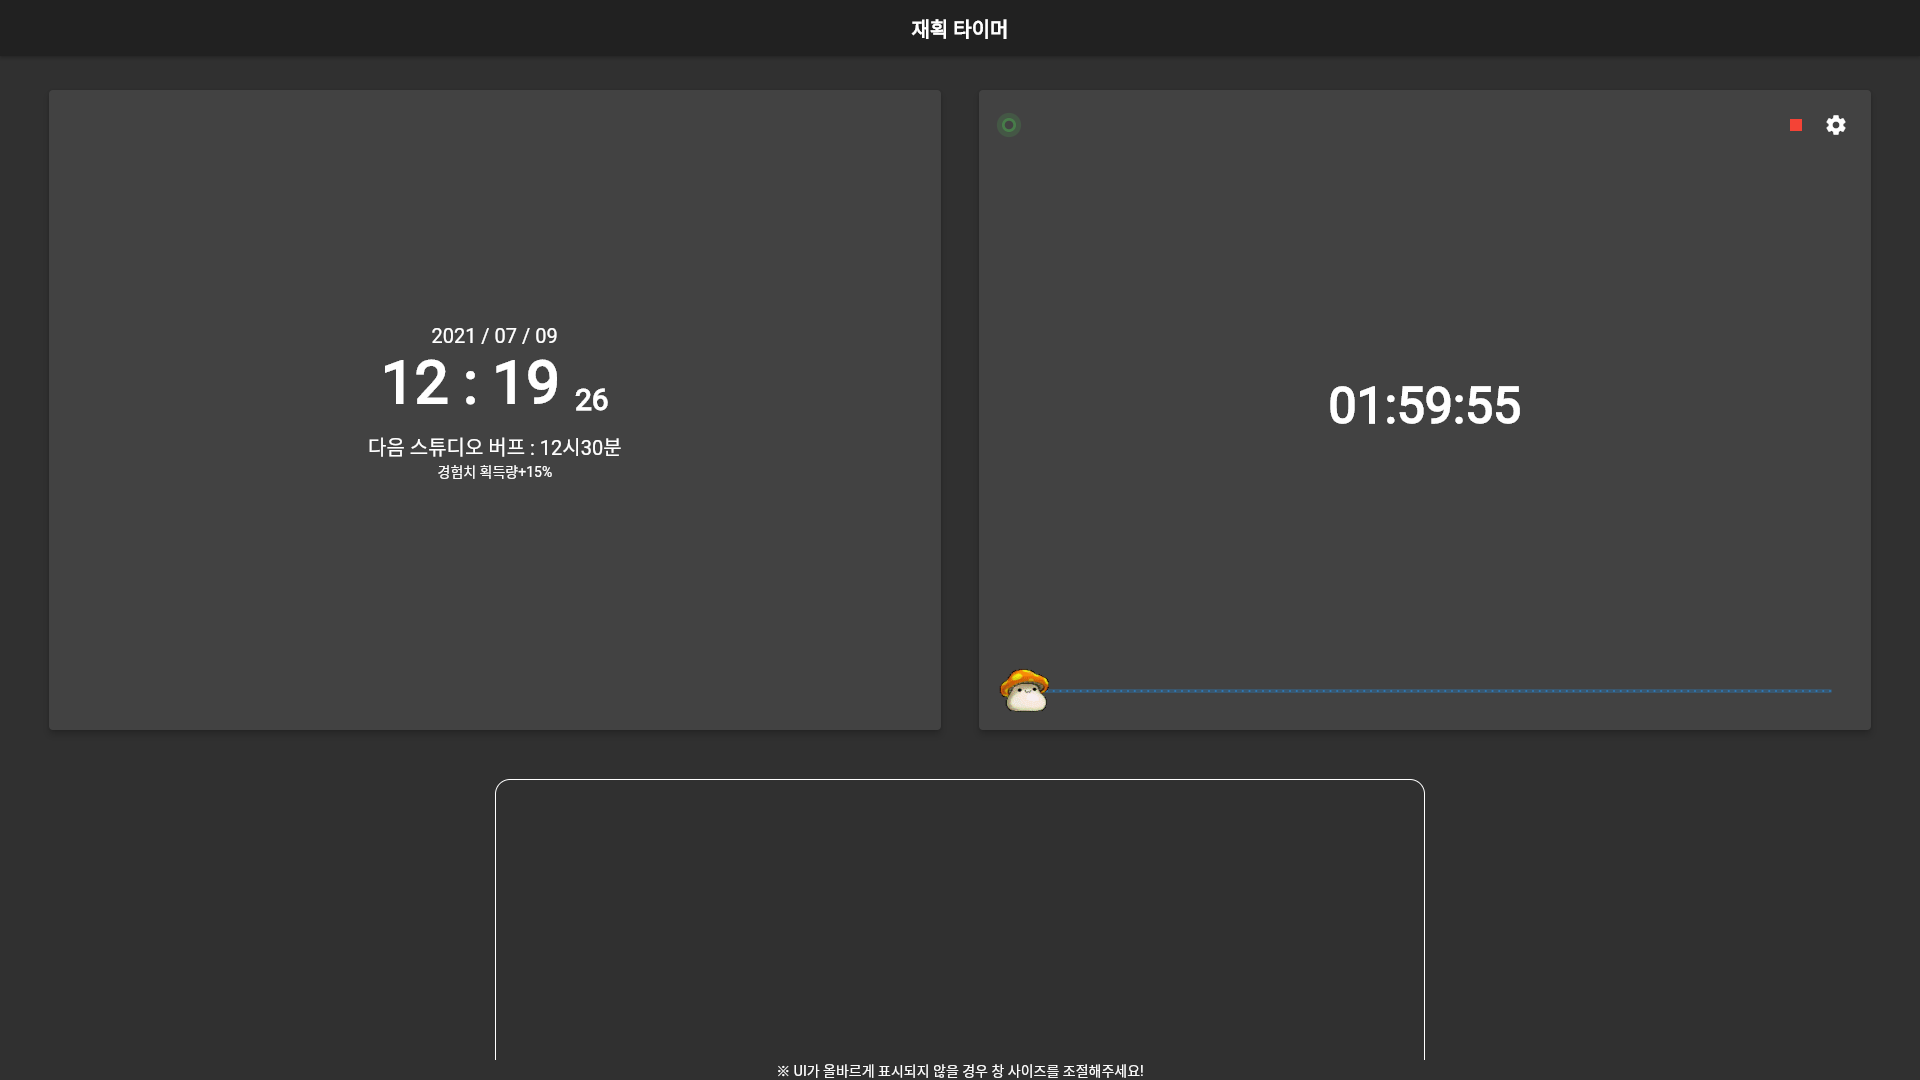 재획 타이머
2021 / 07 / 09
12 : 19 26
다음 스튜디오 버프 : 12시30분
경험치 획득량+15%
01:59:55
※ UI가 올바르게 표시되지 않을 경우 창 사이즈를 조절해주세요!